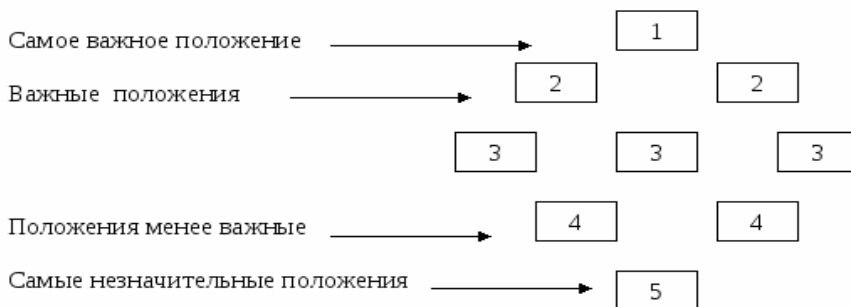 Самое важное положение 1
Важные положения 2 2
3 3 3
Положения менее важные 4 4
Самые незначительные положения 5